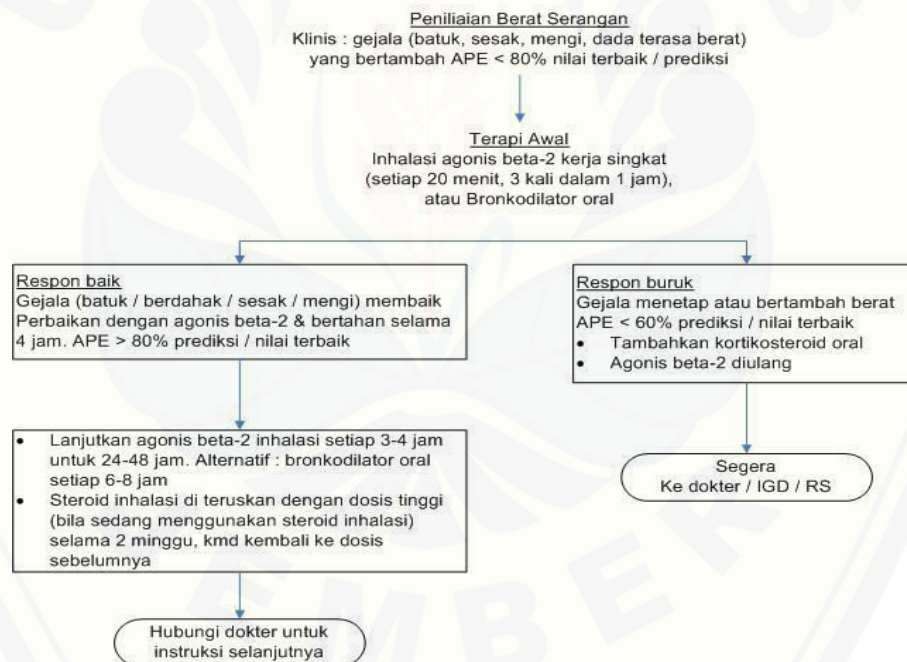 Peniliaian Berat Serangan
Klinis : gejala (batuk, sesak, mengi, dada terasa berat)
yang bertambah APE < 80% nilai terbaik / prediksi
Terapi Awal
Inhalasi agonis beta-2 kerja singkat
(setiap 20 menit, 3 kali dalam 1 jam),
atau Bronkodilator oral
Respon baik
Gejala (batuk / berdahak / sesak / mengi) membaik
Perbaikan dengan agonis beta-2 & bertahan selama
4 jam. APE > 80% prediksi / nilai terbaik
Respon buruk
Gejala menetap atau bertambah berat
APE < 60% prediksi / nilai terbaik
• Tambahkan kortikosteroid oral
• Agonis beta-2 diulang
• Lanjutkan agonis beta-2 inhalasi setiap 3-4 jam
untuk 24-48 jam. Alternatif : bronkodilator oral
setiap 6-8 jam
• Steroid inhalasi di teruskan dengan dosis tinggi
(bila sedang menggunakan steroid inhalasi)
selama 2 minggu, kmd kembali ke dosis
sebelumnya
Segera
Ke dokter / IGD / RS
Hubungi dokter untuk
instruksi selanjutnya
EMBER